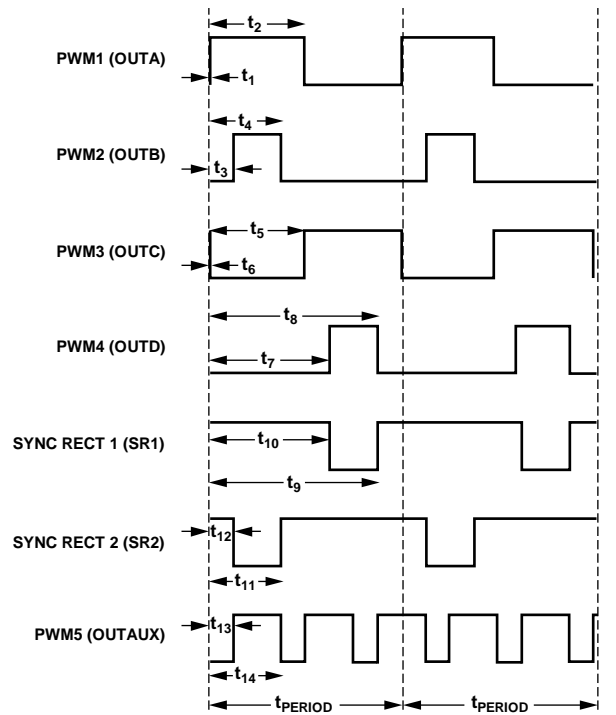 t2
PWM1 (OUTA)
t1
t4
PWM2 (OUTB)
t3
t5
PWM3 (OUTC)
t6
t8
PWM4 (OUTD)
t7
SYNC RECT 1 (SR1)
t10
t9
SYNC RECT 2 (SR2)
t12
t11
PWM5 (OUTAUX)
t13
t14
tPERIOD tPERIOD